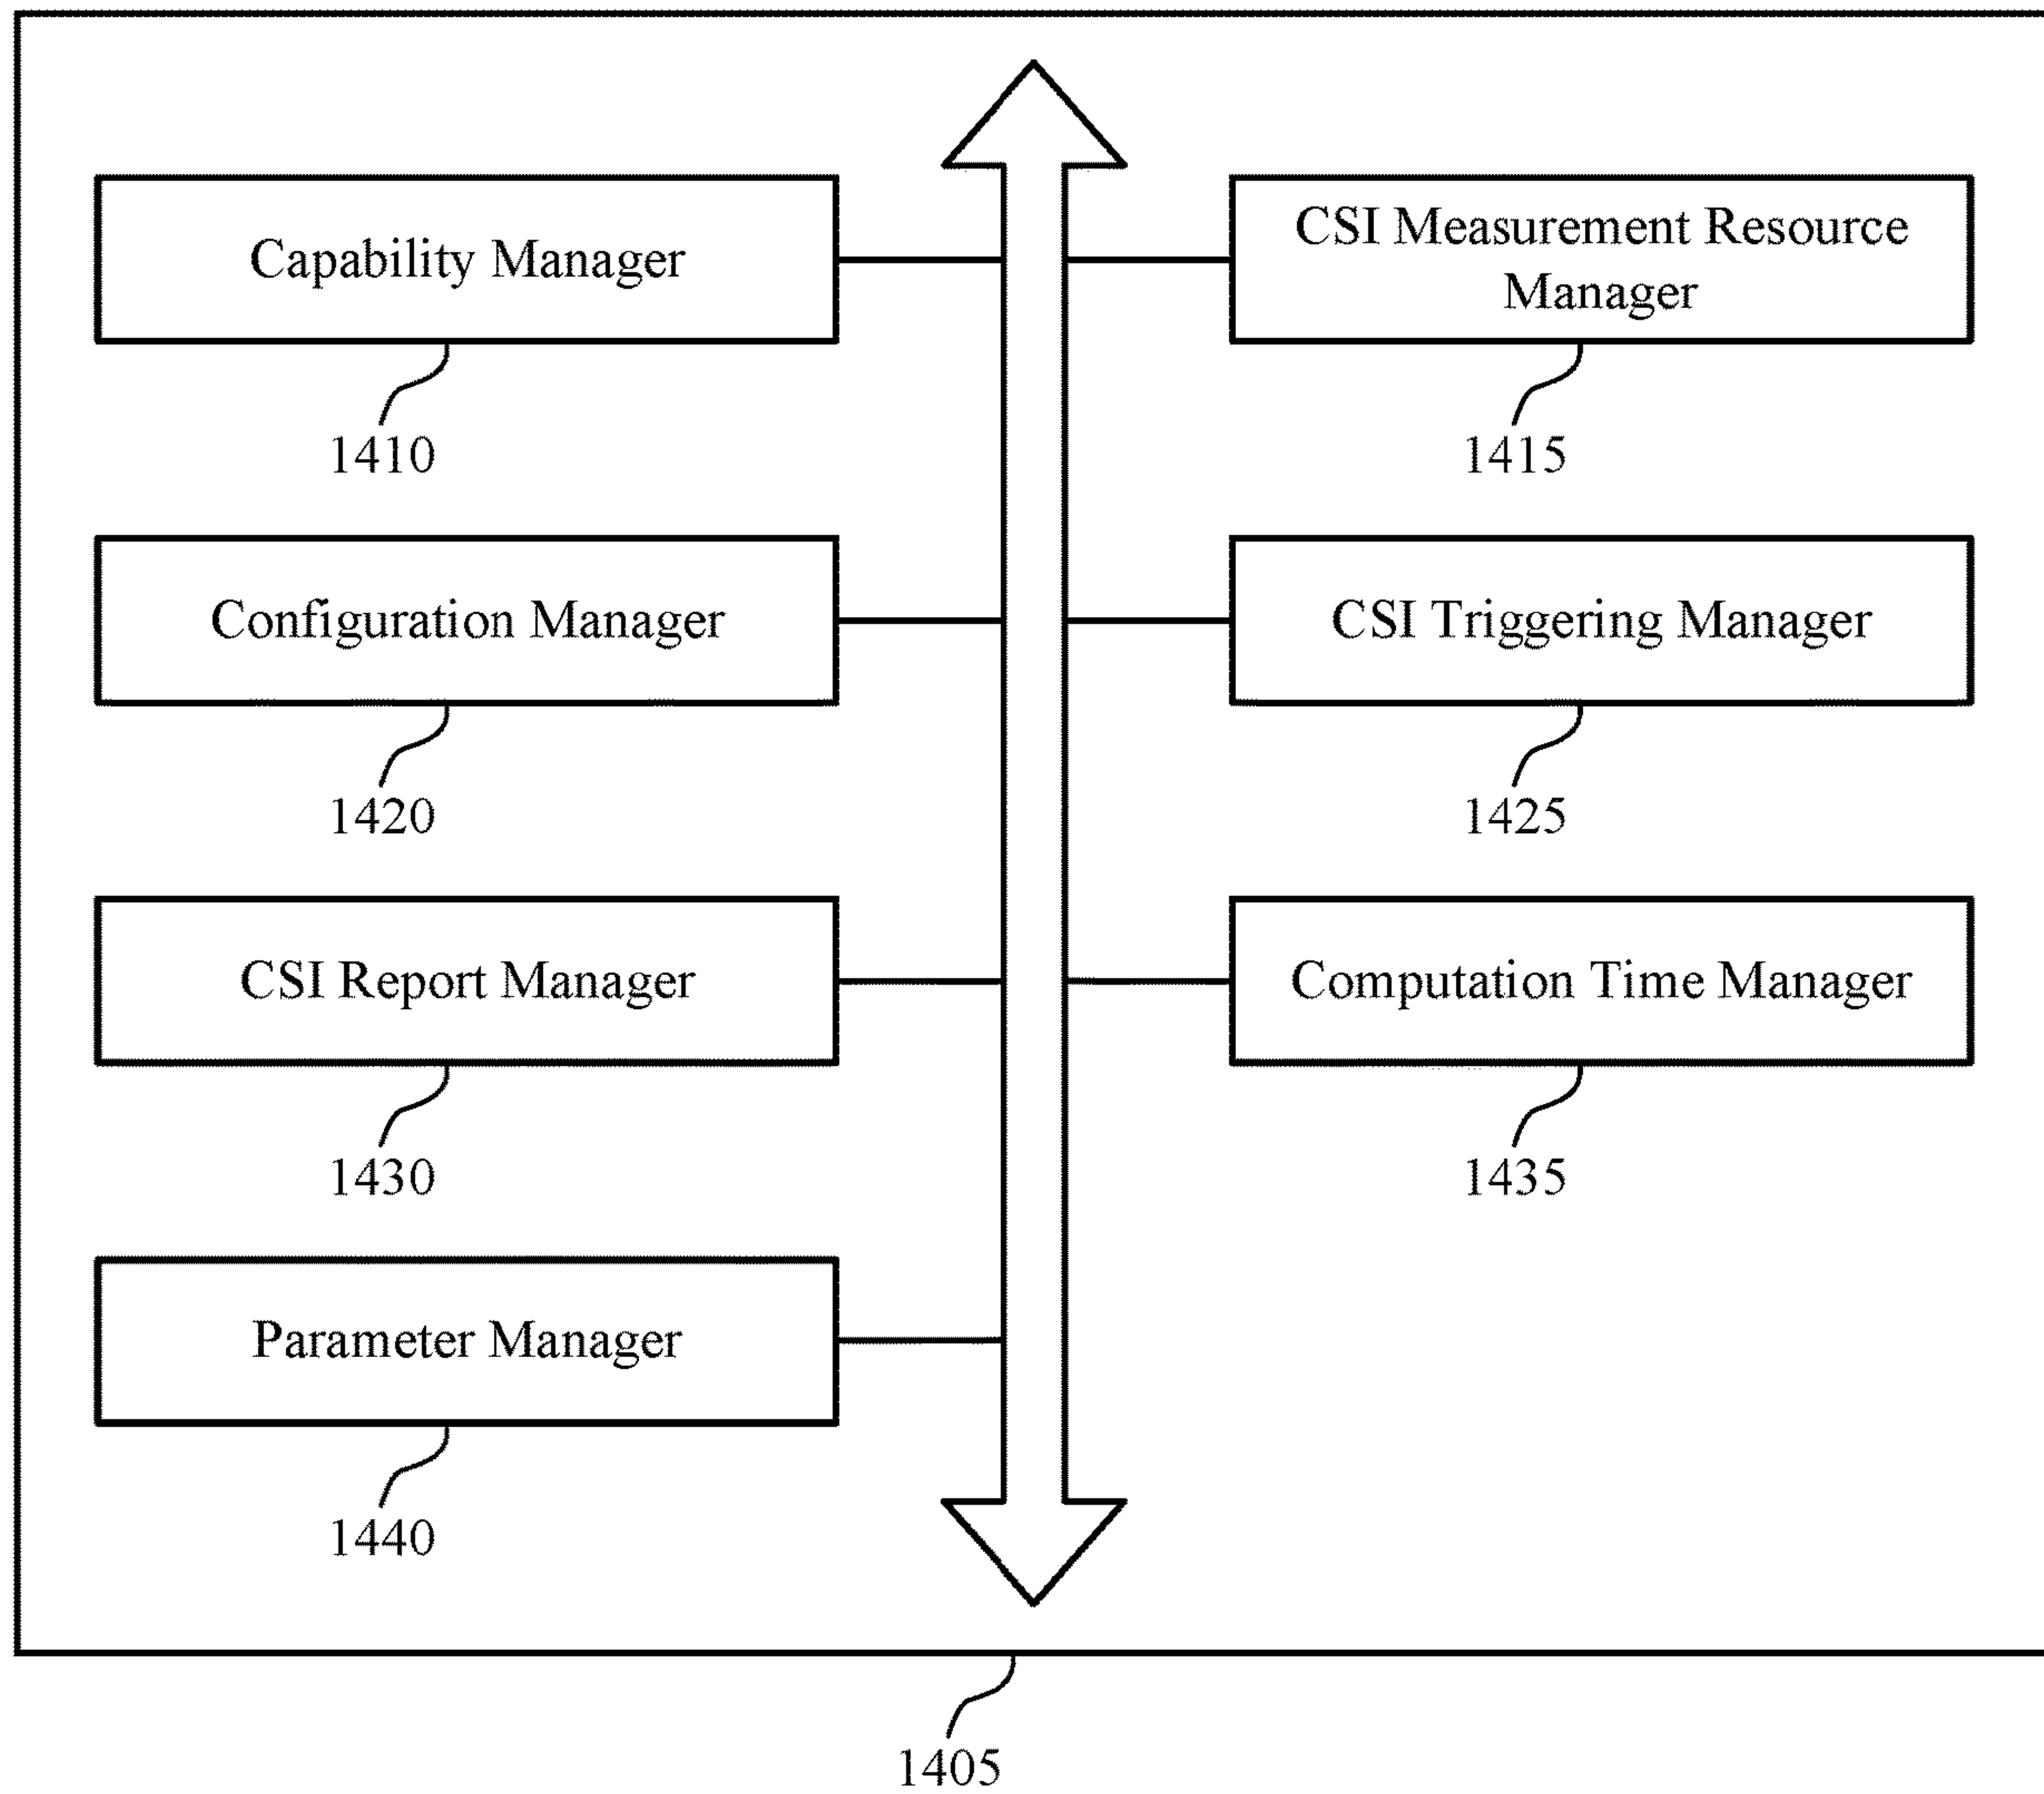 Capability Manager
1410
CSI Measurement Resource
Manager
1415
Configuration Manager
1420
CSI Triggering Manager
1425
CSI Report Manager
1430
Computation Time Manager
1435
Parameter Manager
1440
1405